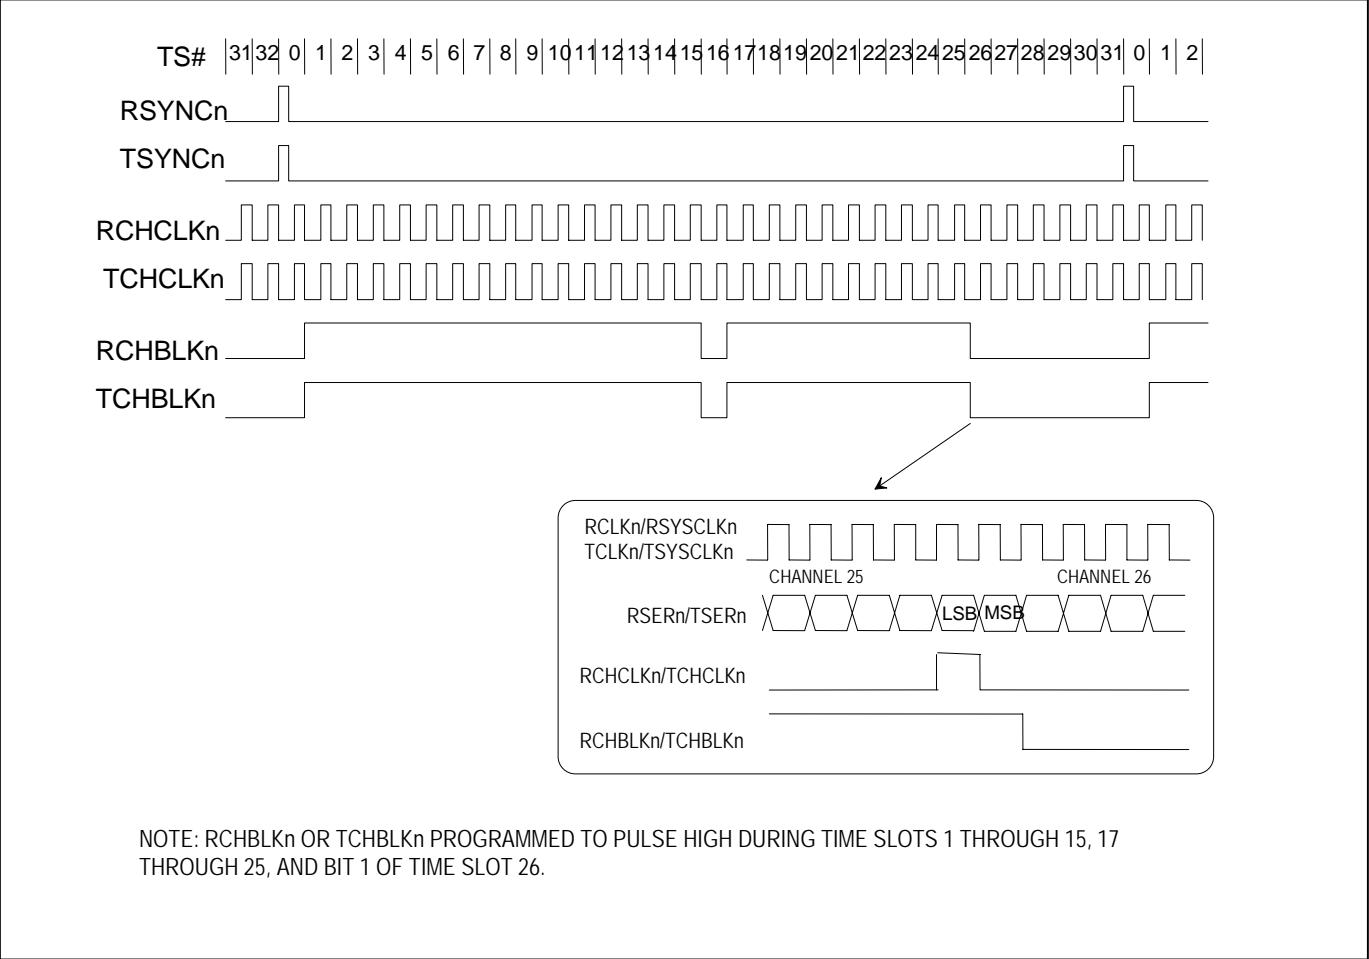 TS# 31 32 0 1 2 3 4 5 6 7 8 9 10 11 12 13 14 15 16 17 18 19 20 21 22 23 24 25 26 27 28 29 30 31 0 1 2
RSYNCn
TSYNCn
RCHCLKn
TCHCLKn
RCHBLKn
TCHBLKn
RCLKn/RSYSCLKn
TCLKn/TSYSCLKn
CHANNEL 25 CHANNEL 26
RSERn/TSERn LSB MSB
RCHCLKn/TCHCLKn
RCHBLKn/TCHBLKn
NOTE: RCHBLKn OR TCHBLKn PROGRAMMED TO PULSE HIGH DURING TIME SLOTS 1 THROUGH 15, 17
THROUGH 25, AND BIT 1 OF TIME SLOT 26.